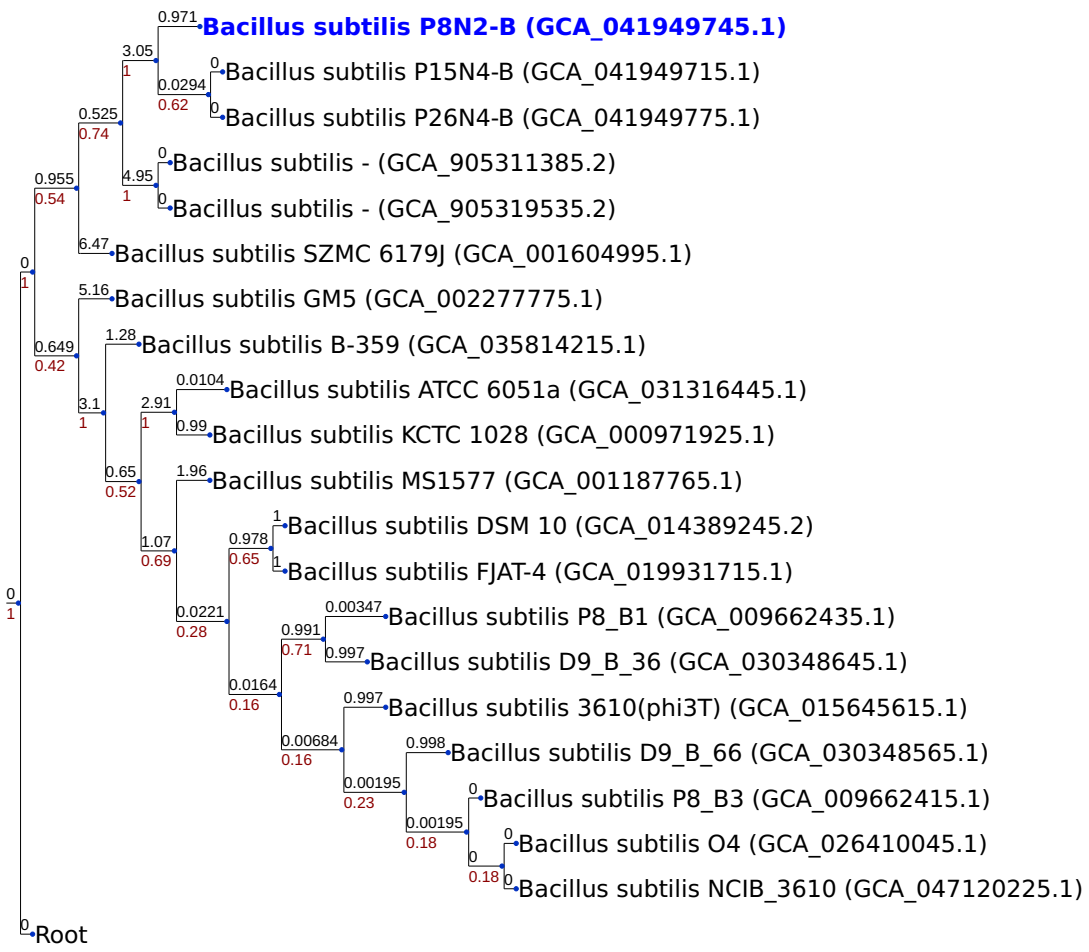 0.971
Bacillus subtilis P8N2-B (GCA_041949745.1)
3.05
1
0
Bacillus subtilis P15N4-B (GCA_041949715.1)
0.0294
0.62
0
Bacillus subtilis P26N4-B (GCA_041949775.1)
0.525
0.74
0
Bacillus subtilis - (GCA_905311385.2)
4.95
1
0
Bacillus subtilis - (GCA_905319535.2)
0.955
0.54
6.47
Bacillus subtilis SZMC 6179J (GCA_001604995.1)
0
1
5.16
Bacillus subtilis GM5 (GCA_002277775.1)
0.649
0.42
1.28
Bacillus subtilis B-359 (GCA_035814215.1)
0.0104
Bacillus subtilis ATCC 6051a (GCA_031316445.1)
3.1
1
2.91
1
0.99
Bacillus subtilis KCTC 1028 (GCA_000971925.1)
0.65
0.52
1.96
Bacillus subtilis MS1577 (GCA_001187765.1)
1
Bacillus subtilis DSM 10 (GCA_014389245.2)
1.07
0.69
0.978
0.65
1
Bacillus subtilis FJAT-4 (GCA_019931715.1)
0
1
0.0221
0.28
0.00347
Bacillus subtilis P8_B1 (GCA_009662435.1)
0.991
0.71
0.997
Bacillus subtilis D9_B_36 (GCA_030348645.1)
0.0164
0.16
0.997
Bacillus subtilis 3610(phi3T) (GCA_015645615.1)
0.00684
0.16
0.998
Bacillus subtilis D9_B_66 (GCA_030348565.1)
0.00195
0.23
0
Bacillus subtilis P8_B3 (GCA_009662415.1)
0.00195
0.18
0
Bacillus subtilis O4 (GCA_026410045.1)
0
0.18
0
Bacillus subtilis NCIB_3610 (GCA_047120225.1)
0
Root